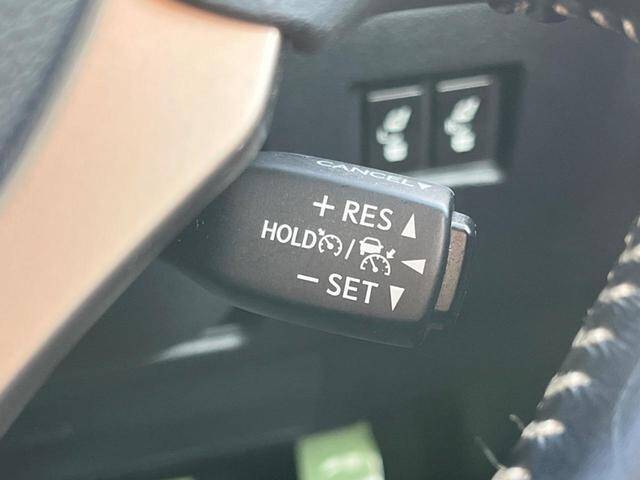 CANCEL▼
+ RES ▲
HOLD / ◀
− SET ▼